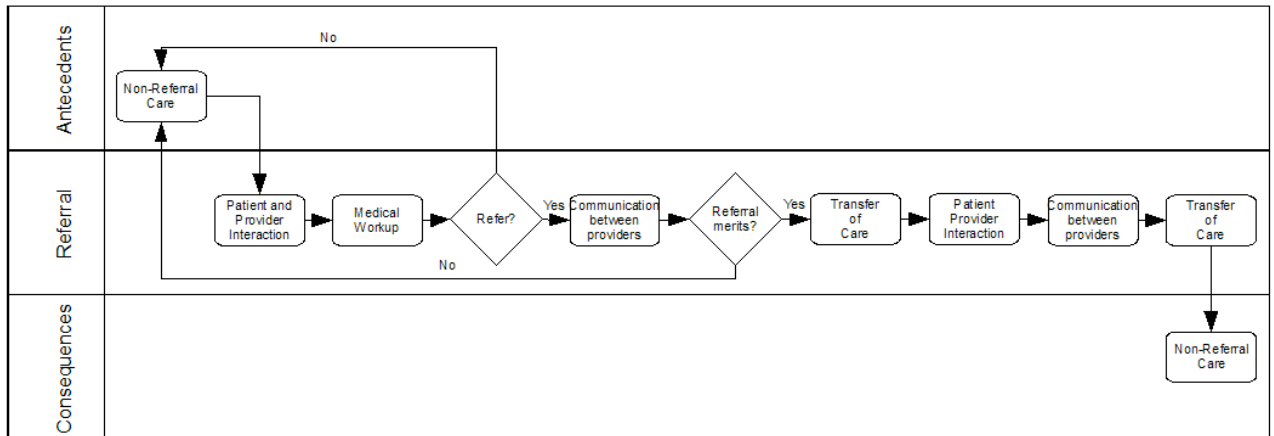 Antecedents
No
Non-Referral
Care
Referral
Patient and
Provider
Interaction
Medical
Workup
Refer?
Yes
Communication
between
providers
Referral
merits?
Yes
Transfer
of
Care
Patient
Provider
Interaction
Communication
between
providers
Transfer
of
Care
No
Consequences
Non-Referral
Care